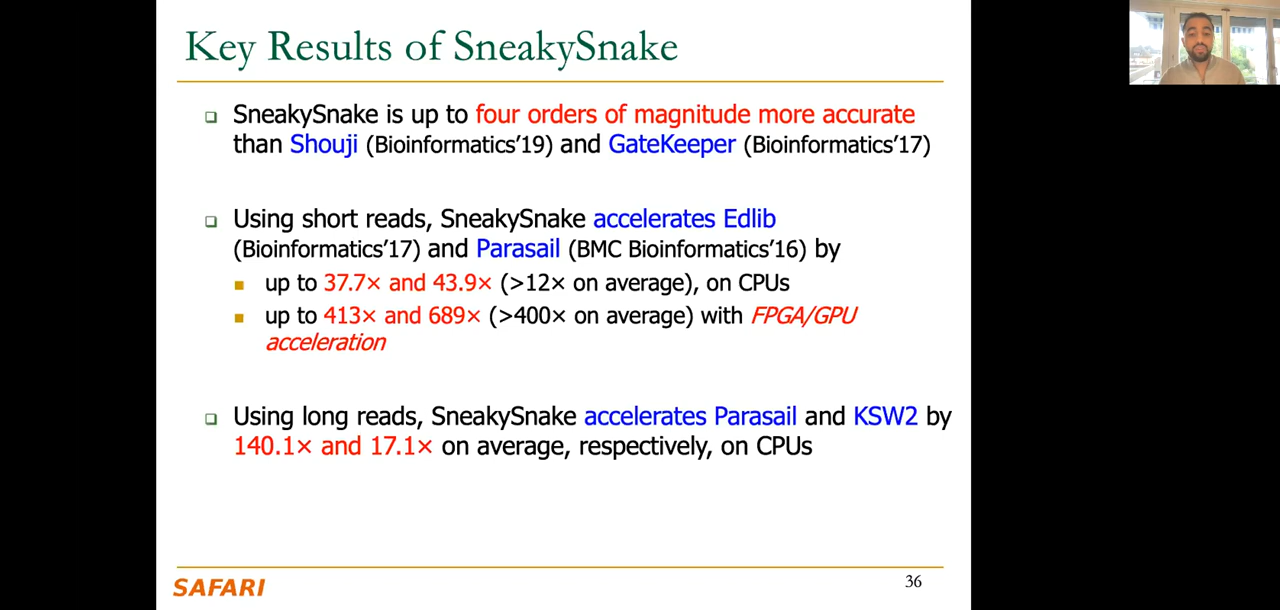 Key Results of SneakySnake
SneakySnake is up to four orders of magnitude more accurate
than Shouji (Bioinformatics'19) and GateKeeper (Bioinformatics'17)
Using short reads, SneakySnake accelerates Edlib
(Bioinformatics'17) and Parasail (BMC Bioinformatics'16) by
up to 37.7× and 43.9× (>12× on average), on CPUs
up to 413× and 689× (>400× on average) with FPGA/GPU
acceleration
Using long reads, SneakySnake accelerates Parasail and KSW2 by
140.1× and 17.1× on average, respectively, on CPUs
SAFARI
36